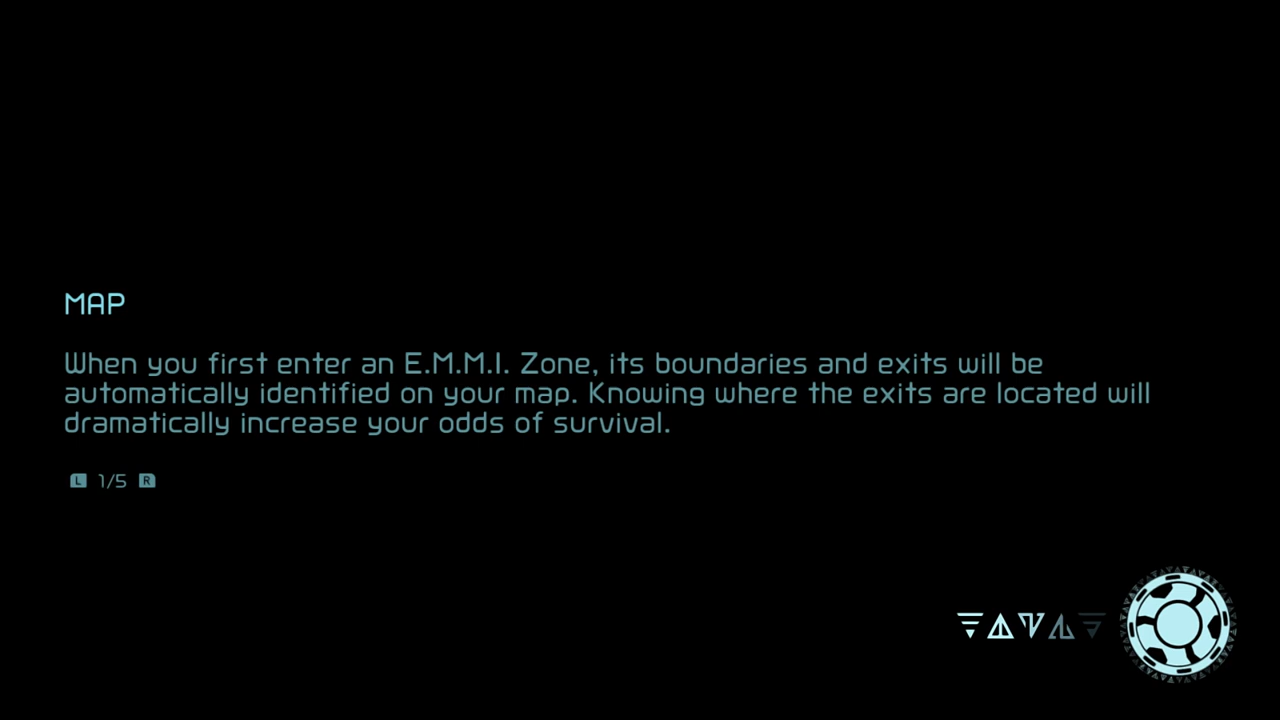 MAP
When you first enter an E.M.M.I. Zone, its boundaries and exits will be
automatically identified on your map. Knowing where the exits are located will
dramatically increase your odds of survival.
L 1/5 R